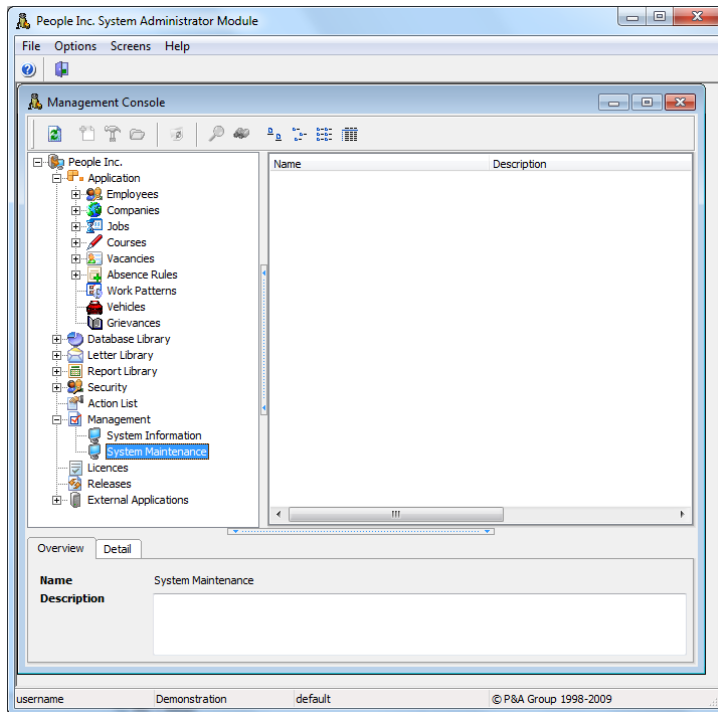 People Inc. System Administrator Module
File Options Screens Help
Management Console
People Inc.
Application
Employees
Companies
Jobs
Courses
Vacancies
Absence Rules
Work Patterns
Vehicles
Grievances
Database Library
Letter Library
Report Library
Security
Action List
Management
System Information
System Maintenance
Licences
Releases
External Applications
Name Description
Overview Detail
Name System Maintenance
Description
username Demonstration default © P&A Group 1998-2009